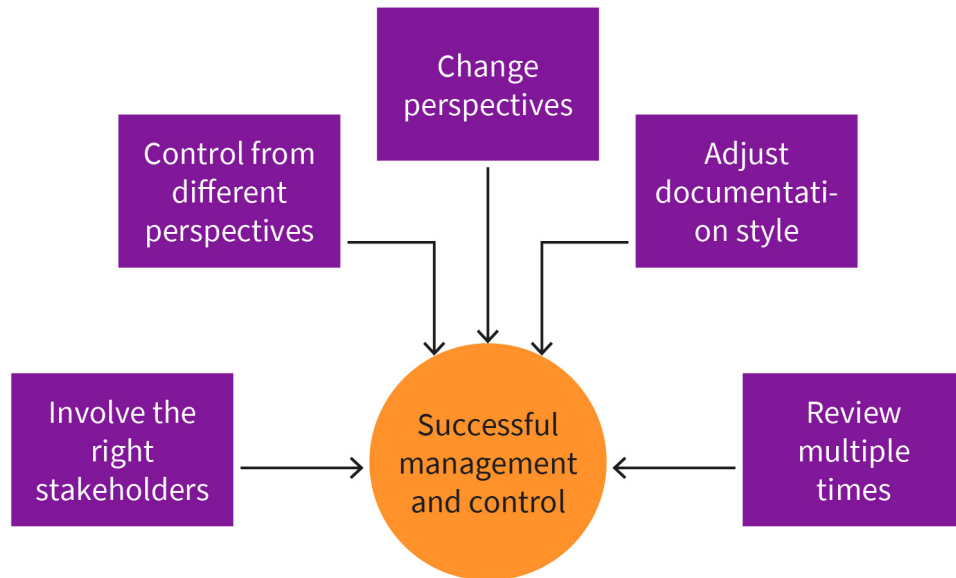 Change
perspectives
Control from
different
perspectives
Adjust
documentati-
on style
Involve the
right
stakeholders
Successful
management
and control
Review
multiple
times